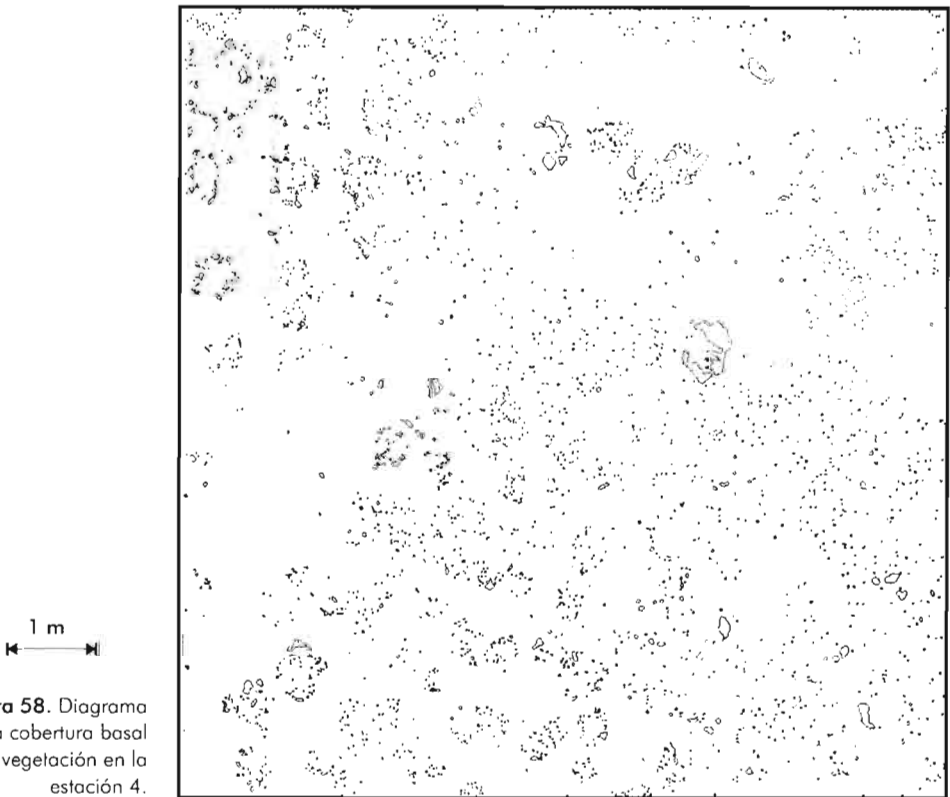 1 m
ra 58. Diagrama
a cobertura basal
vegetación en la
estación 4.